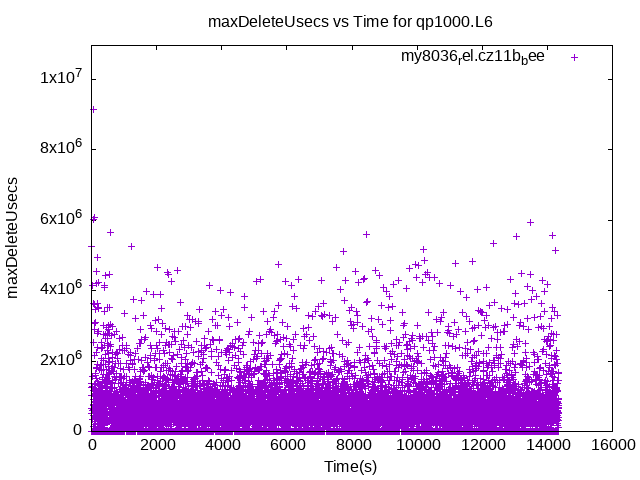 maxDeleteUsecs vs Time for qp1000.L6
my8036rel.cz11bbee
maxDeleteUsecs
1x10^7
8x10^6
6x10^6
4x10^6
2x10^6
0
0 2000 4000 6000 8000 10000 12000 14000 16000
Time(s)